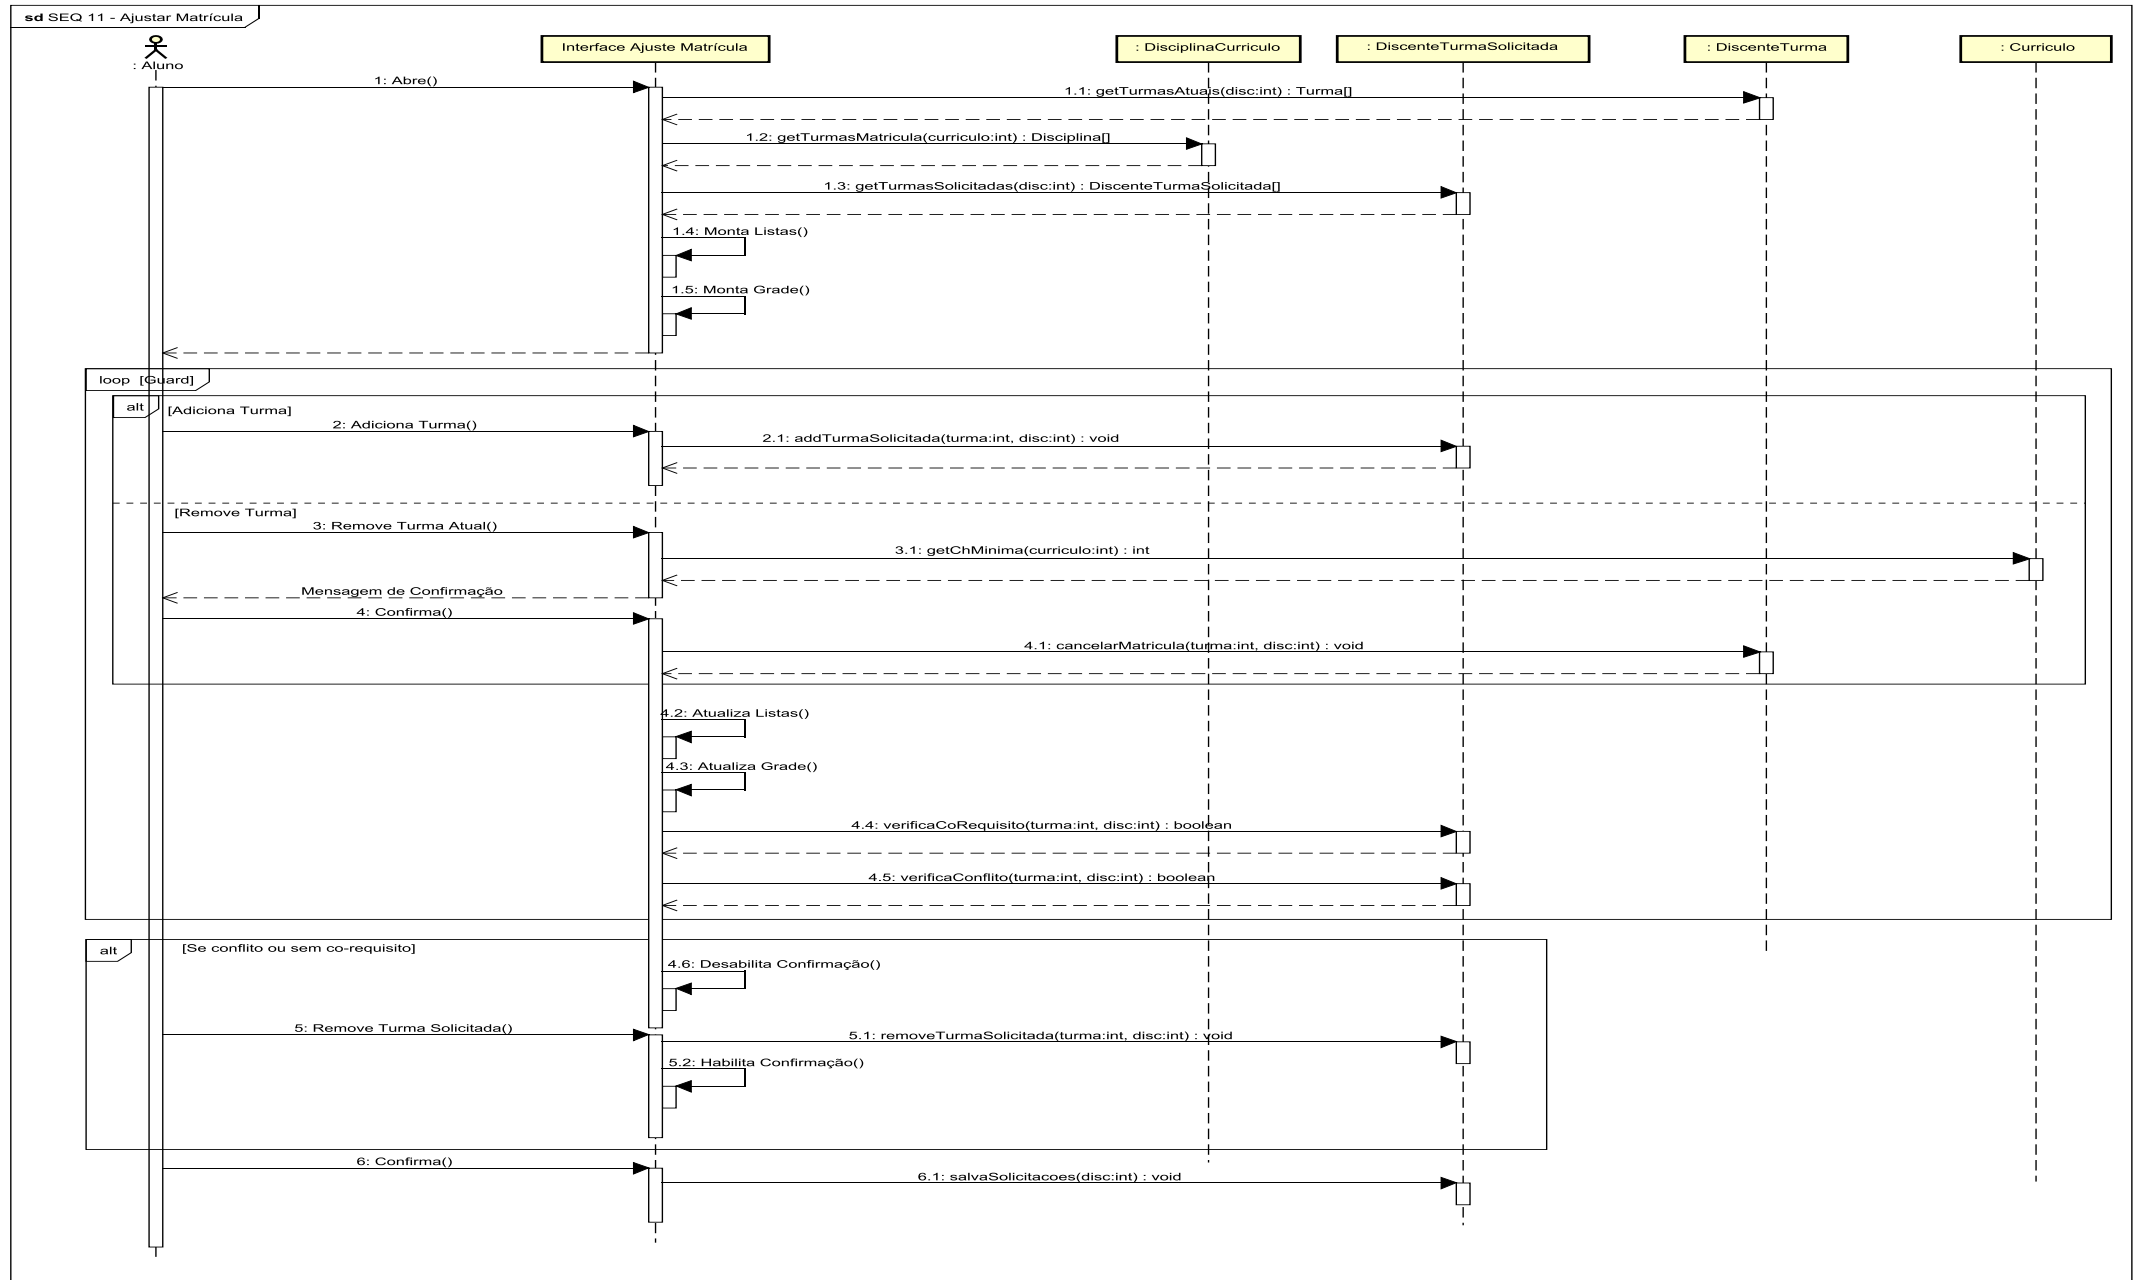 sd SEQ 11 - Ajustar Matrícula
: Aluno
Interface Ajuste Matrícula
: DisciplinaCurriculo
: DiscenteTurmaSolicitada
: DiscenteTurma
: Curriculo
1: Abre()
1.1: getTurmasAtuais(disc:int) : Turma[]
1.2: getTurmasMatricula(curriculo:int) : Disciplina[]
1.3: getTurmasSolicitadas(disc:int) : DiscenteTurmaSolicitada[]
1.4: Monta Listas()
1.5: Monta Grade()
loop [Guard]
alt
[Adiciona Turma]
2: Adiciona Turma()
2.1: addTurmaSolicitada(turma:int, disc:int) : void
[Remove Turma]
3: Remove Turma Atual()
3.1: getChMinima(curriculo:int) : int
Mensagem de Confirmação
4: Confirma()
4.1: cancelarMatricula(turma:int, disc:int) : void
4.2: Atualiza Listas()
4.3: Atualiza Grade()
4.4: verificaCoRequisito(turma:int, disc:int) : boolean
4.5: verificaConflito(turma:int, disc:int) : boolean
alt
[Se conflito ou sem co-requisito]
4.6: Desabilita Confirmação()
5: Remove Turma Solicitada()
5.1: removeTurmaSolicitada(turma:int, disc:int) : void
5.2: Habilita Confirmação()
6: Confirma()
6.1: salvaSolicitacoes(disc:int) : void